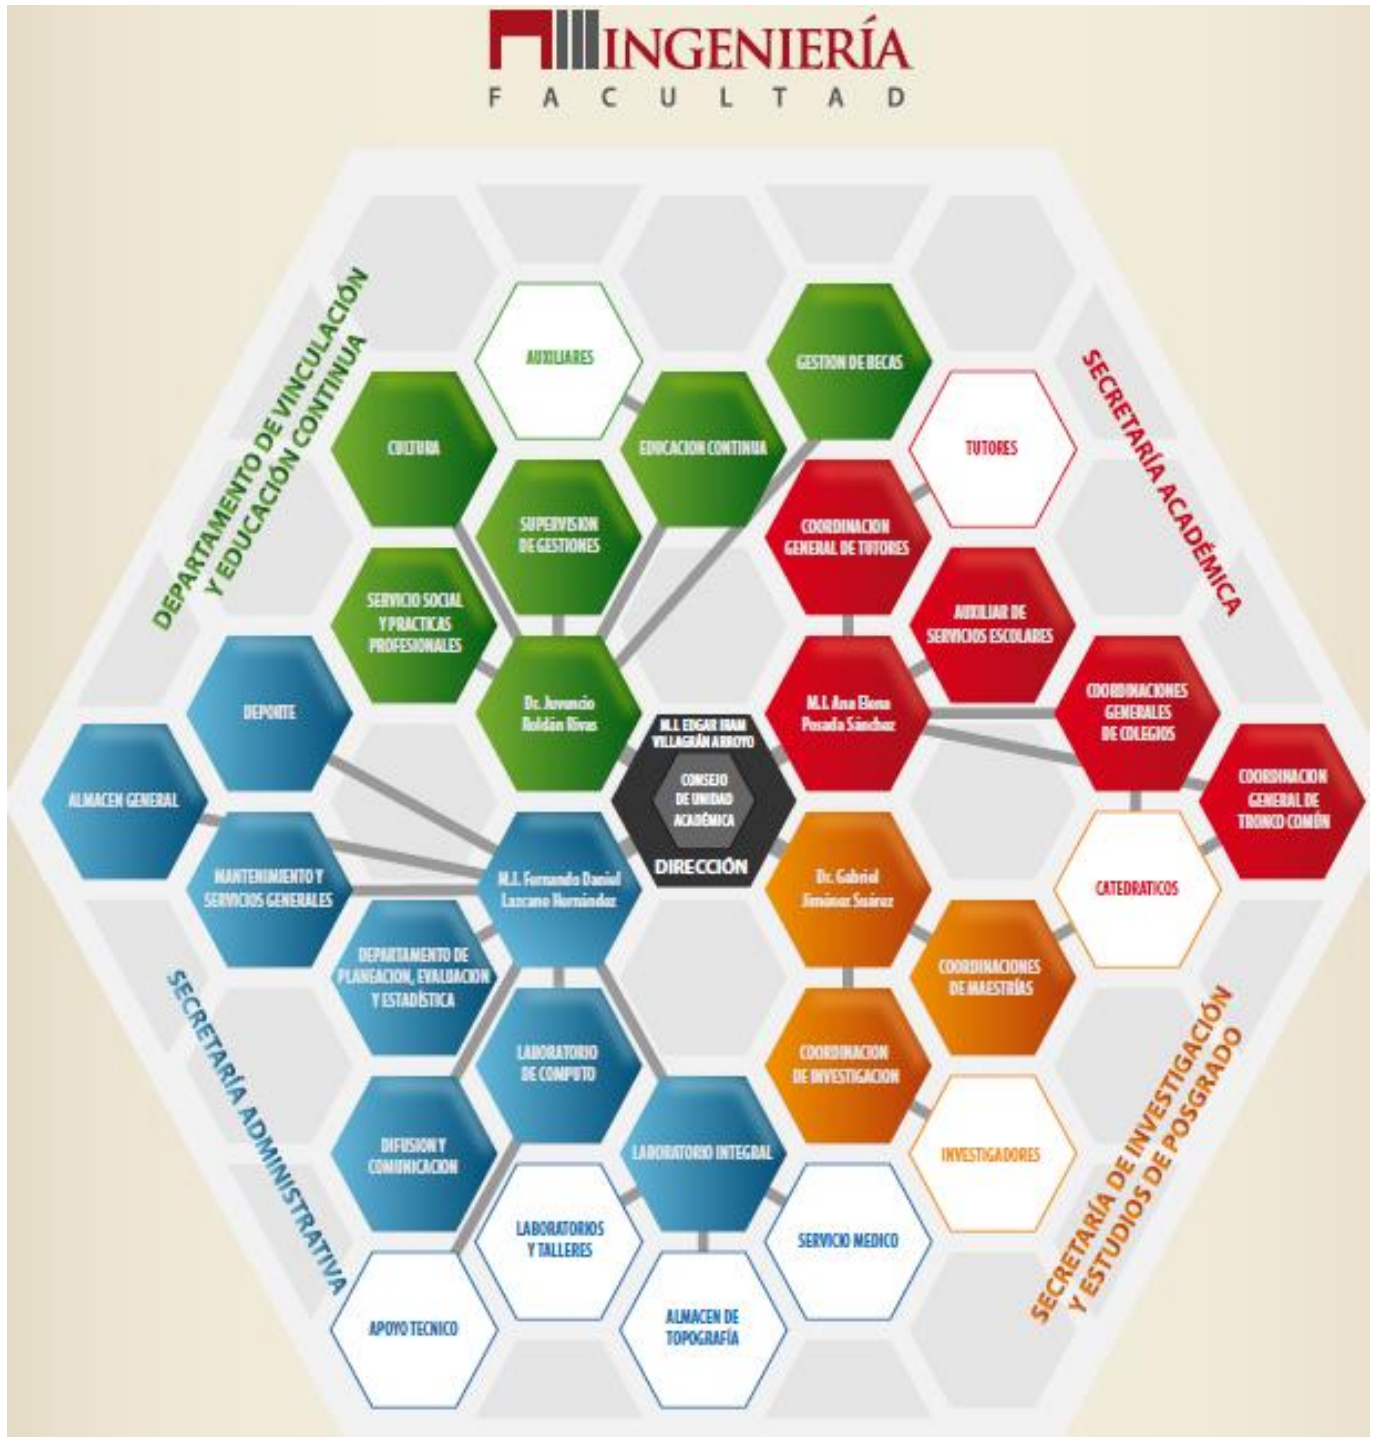 INGENIERÍA
FACULTAD
DEPARTAMENTO DE VINCULACIÓN
Y EDUCACIÓN CONTINUA
SECRETARÍA ACADÉMICA
AUXILIARES
GESTION DE BECAS
CULTURA
EDUCACION CONTINUA
TUTORES
SUPERVISION
DE GESTIONES
COORDINACION
GENERAL DE TUTORES
SERVICIO SOCIAL
Y PRACTICAS
PROFESIONALES
AUXILIAR DE
SERVICIOS ESCOLARES
DEPORTE
Dr. Juvencio
Roldán Rivas
M.I. EDGAR IRAM
VILLAGRÁN ARROYO
CONSEJO
DE UNIDAD
ACADÉMICA
DIRECCIÓN
M.I. Ana Elena
Posada Sánchez
COORDINACIONES
GENERALES
DE COLEGIOS
ALMACEN GENERAL
COORDINACION
GENERAL DE
TRONCO COMÚN
MANTENIMIENTO Y
SERVICIOS GENERALES
M.I. Fernando Daniel
Lazcano Hernández
Dr. Gabriel
Jiménez Suárez
CATEDRATICOS
DEPARTAMENTO DE
PLANEACION, EVALUACION
Y ESTADÍSTICA
COORDINACIONES
DE MAESTRÍAS
LABORATORIO
DE COMPUTO
COORDINACION
DE INVESTIGACION
DIFUSION Y
COMUNICACION
LABORATORIO INTEGRAL
INVESTIGADORES
LABORATORIOS
Y TALLERES
SERVICIO MEDICO
APOYO TECNICO
ALMACEN DE
TOPOGRAFÍA
SECRETARÍA ADMINISTRATIVA
SECRETARÍA DE INVESTIGACIÓN
Y ESTUDIOS DE POSGRADO